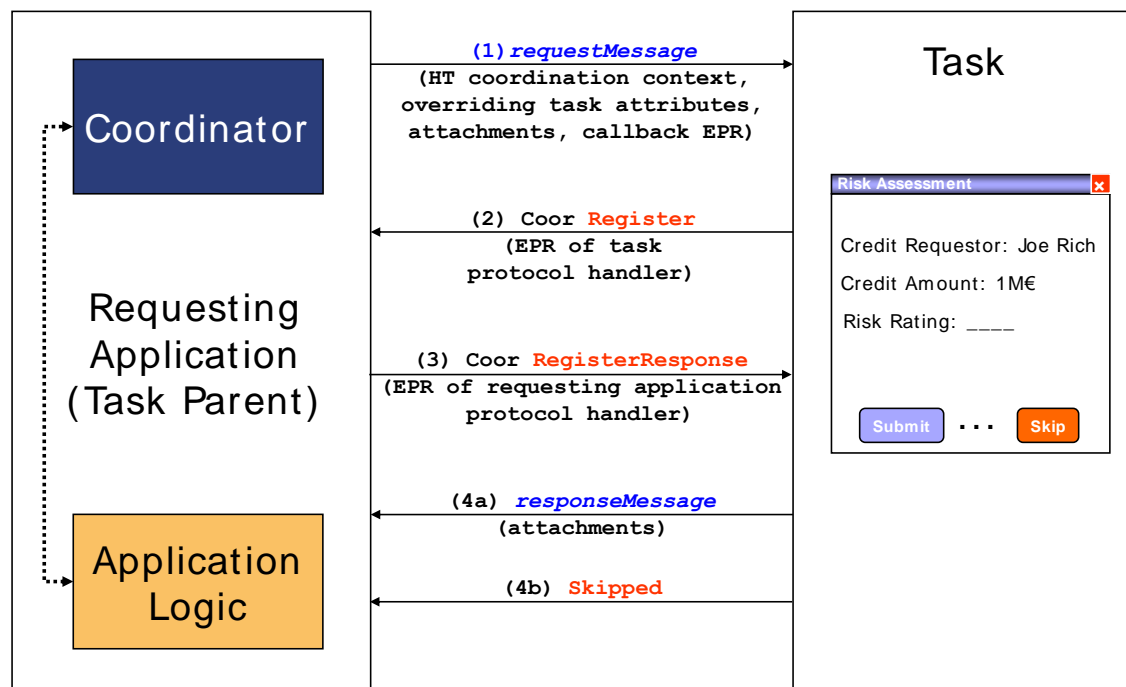 Coordinator
Requesting
Application
(Task Parent)
Application
Logic
(1) requestMessage
(HT coordination context,
overriding task attributes,
attachments, callback EPR)
(2) Coor Register
(EPR of task
protocol handler)
(3) Coor RegisterResponse
(EPR of requesting application
protocol handler)
(4a) responseMessage
(attachments)
(4b) Skipped
Task
Risk Assessment
x
Credit Requestor: Joe Rich
Credit Amount: 1M€
Risk Rating: ____
Submit ... Skip